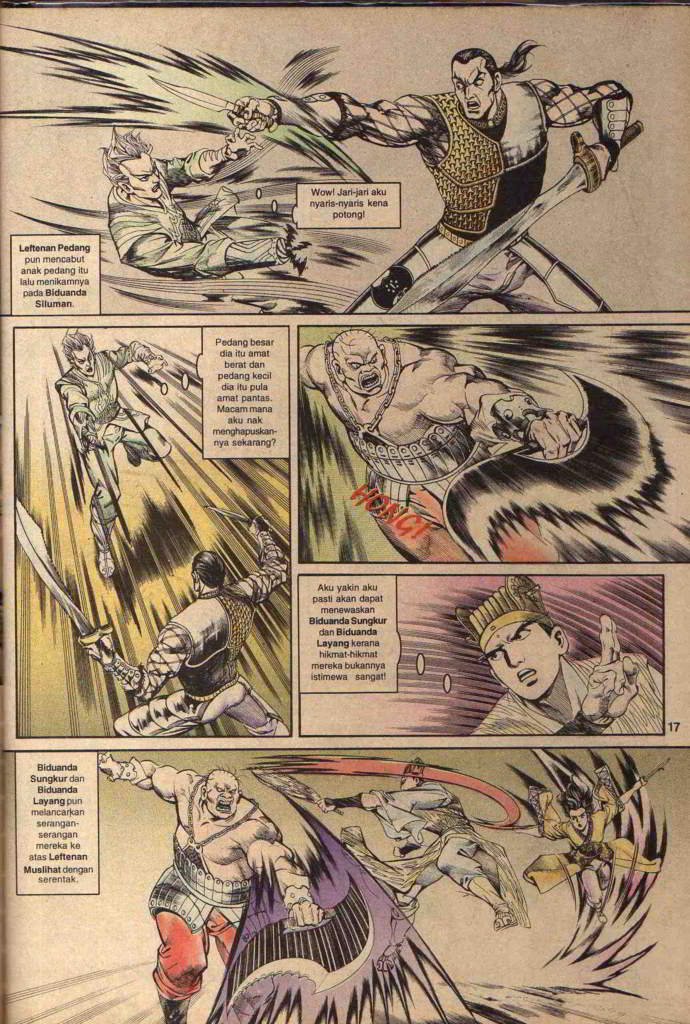 Wow! Jari-jari aku
nyaris-nyaris kena
potong!
Leftenan Pedang
pun mencabut
anak pedang itu
lalu menikamnya
pada Biduanda
Siluman.
Pedang besar
dia itu amat
berat dan
pedang kecil
dia itu pula
amat pantas.
Macam mana
aku nak
menghapuskan-
nya sekarang?
HONG!
Aku yakin aku
pasti akan dapat
menewaskan
Biduanda Sungkur
dan Biduanda
Layang kerana
hikmat-hikmat
mereka bukannya
istimewa sangat!
17
Biduanda
Sungkur dan
Biduanda
Layang pun
melancarkan
serangan-
serangan
mereka ke
atas Leftenan
Muslihat dengan
serentak.